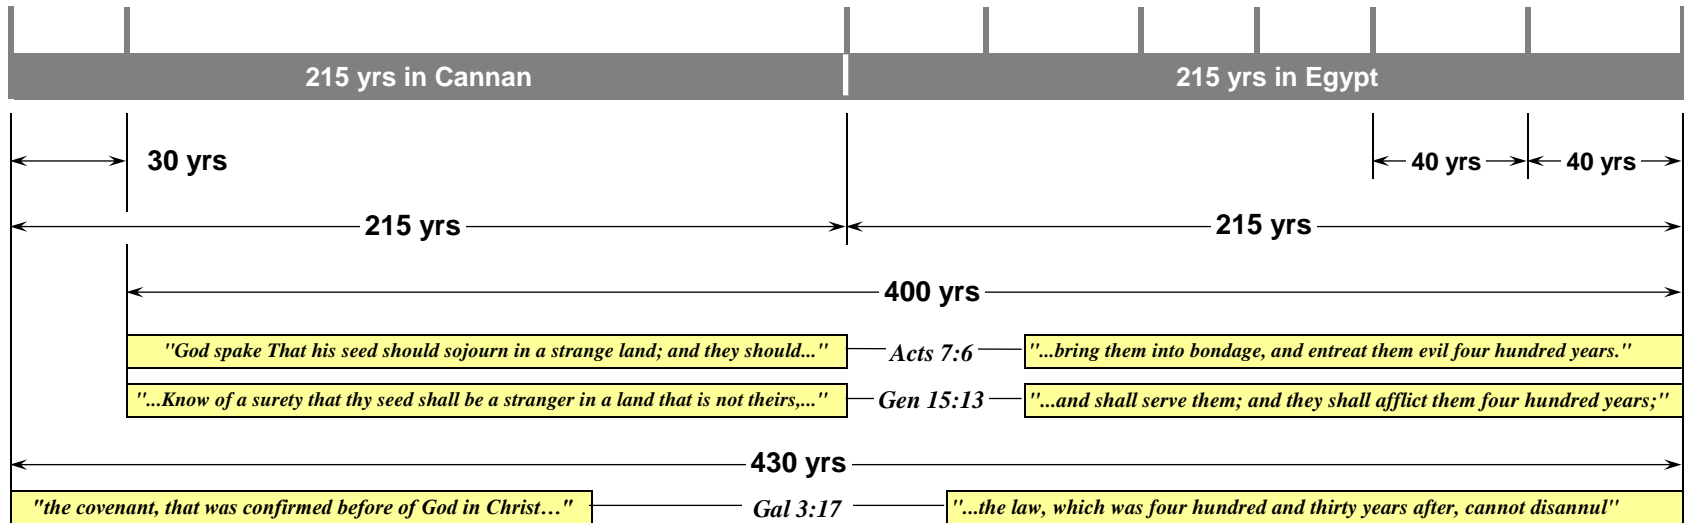 215 yrs in Cannan 215 yrs in Egypt
30 yrs 40 yrs 40 yrs
215 yrs 215 yrs
400 yrs
"God spake That his seed should sojourn in a strange land; and they should..." Acts 7:6 "...bring them into bondage, and entreat them evil four hundred years."
"...Know of a surety that thy seed shall be a stranger in a land that is not theirs,..." Gen 15:13 "...and shall serve them; and they shall afflict them four hundred years;"
430 yrs
"the covenant, that was confirmed before of God in Christ…" Gal 3:17 "...the law, which was four hundred and thirty years after, cannot disannul"